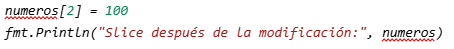 numeros[2] = 100
fmt.Println("Slice después de la modificación:", numeros)